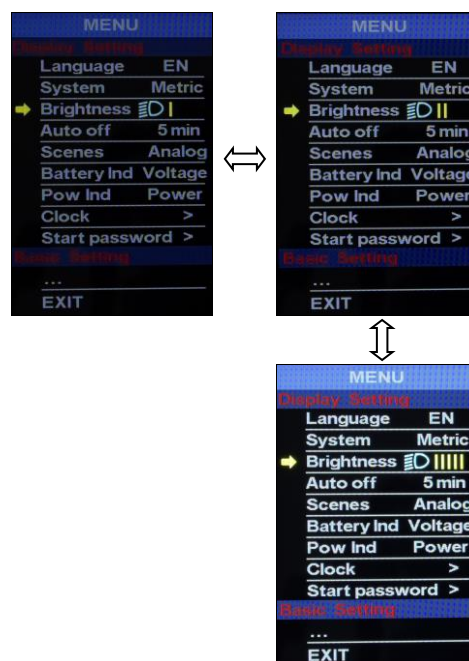 MENU
Display Setting
Language EN
System Metric
Brightness
Auto off 5 min
Scenes Analog
Battery Ind Voltage
Pow Ind Power
Clock >
Start password >
Basic Setting
...
EXIT
MENU
Display Setting
Language EN
System Metric
Brightness
Auto off 5 min
Scenes Analog
Battery Ind Voltage
Pow Ind Power
Clock >
Start password >
Basic Setting
...
EXIT
MENU
Display Setting
Language EN
System Metric
Brightness
Auto off 5 min
Scenes Analog
Battery Ind Voltage
Pow Ind Power
Clock >
Start password >
Basic Setting
...
EXIT